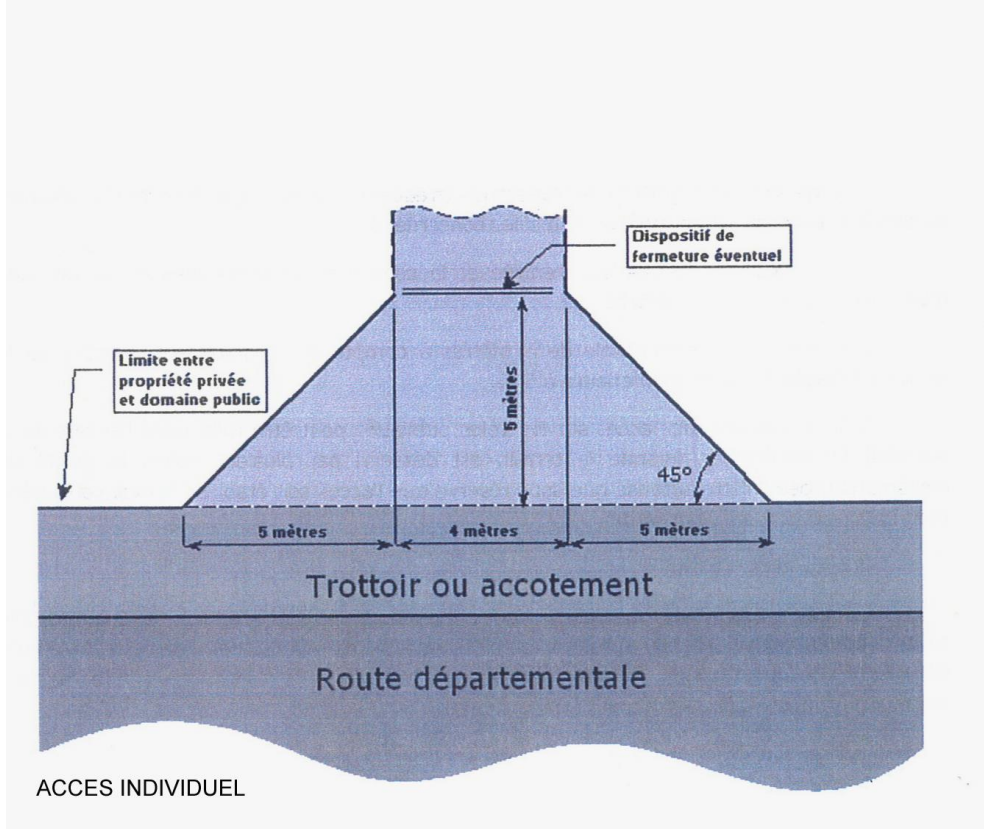 Dispositif de
fermeture éventuel
Limite entre
propriété privée
et domaine public
5 mètres
45°
5 mètres
4 mètres
5 mètres
Trottoir ou accotement
Route départementale
ACCES INDIVIDUEL